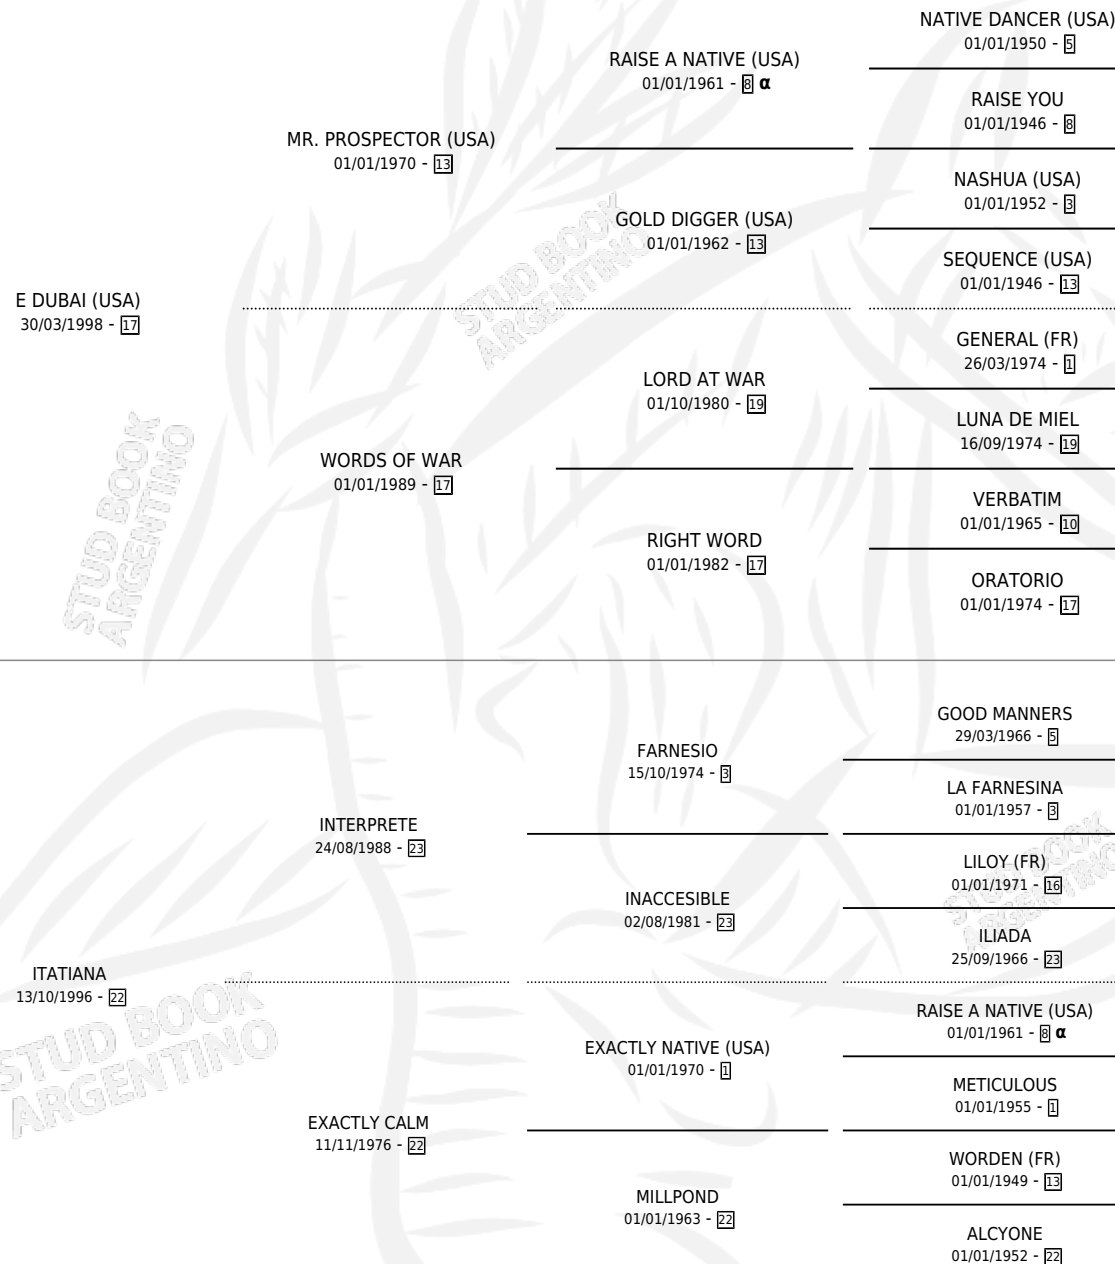 NATIVE DANCER (USA)
01/01/1950 - 5
RAISE A NATIVE (USA)
01/01/1961 - 8 α
RAISE YOU
01/01/1946 - 8
MR. PROSPECTOR (USA)
01/01/1970 - 13
NASHUA (USA)
01/01/1952 - 3
GOLD DIGGER (USA)
01/01/1962 - 13
SEQUENCE (USA)
01/01/1946 - 13
E DUBAI (USA)
30/03/1998 - 17
GENERAL (FR)
26/03/1974 - 1
LORD AT WAR
01/10/1980 - 19
LUNA DE MIEL
16/09/1974 - 19
WORDS OF WAR
01/01/1989 - 17
VERBATIM
01/01/1965 - 10
RIGHT WORD
01/01/1982 - 17
ORATORIO
01/01/1974 - 17
STUD BOOK
ARGENTINO
STUD BOOK
ARGENTINO
GOOD MANNERS
29/03/1966 - 5
FARNESIO
15/10/1974 - 3
LA FARNESINA
01/01/1957 - 3
INTERPRETE
24/08/1988 - 23
LILOY (FR)
01/01/1971 - 16
INACCESIBLE
02/08/1981 - 23
ILIADA
25/09/1966 - 23
ITATIANA
13/10/1996 - 22
RAISE A NATIVE (USA)
01/01/1961 - 8 α
EXACTLY NATIVE (USA)
01/01/1970 - 1
METICULOUS
01/01/1955 - 1
EXACTLY CALM
11/11/1976 - 22
WORDEN (FR)
01/01/1949 - 13
MILLPOND
01/01/1963 - 22
ALCYONE
01/01/1952 - 22
STUD BOOK
ARGENTINO
STUD BOOK
ARGENTINO